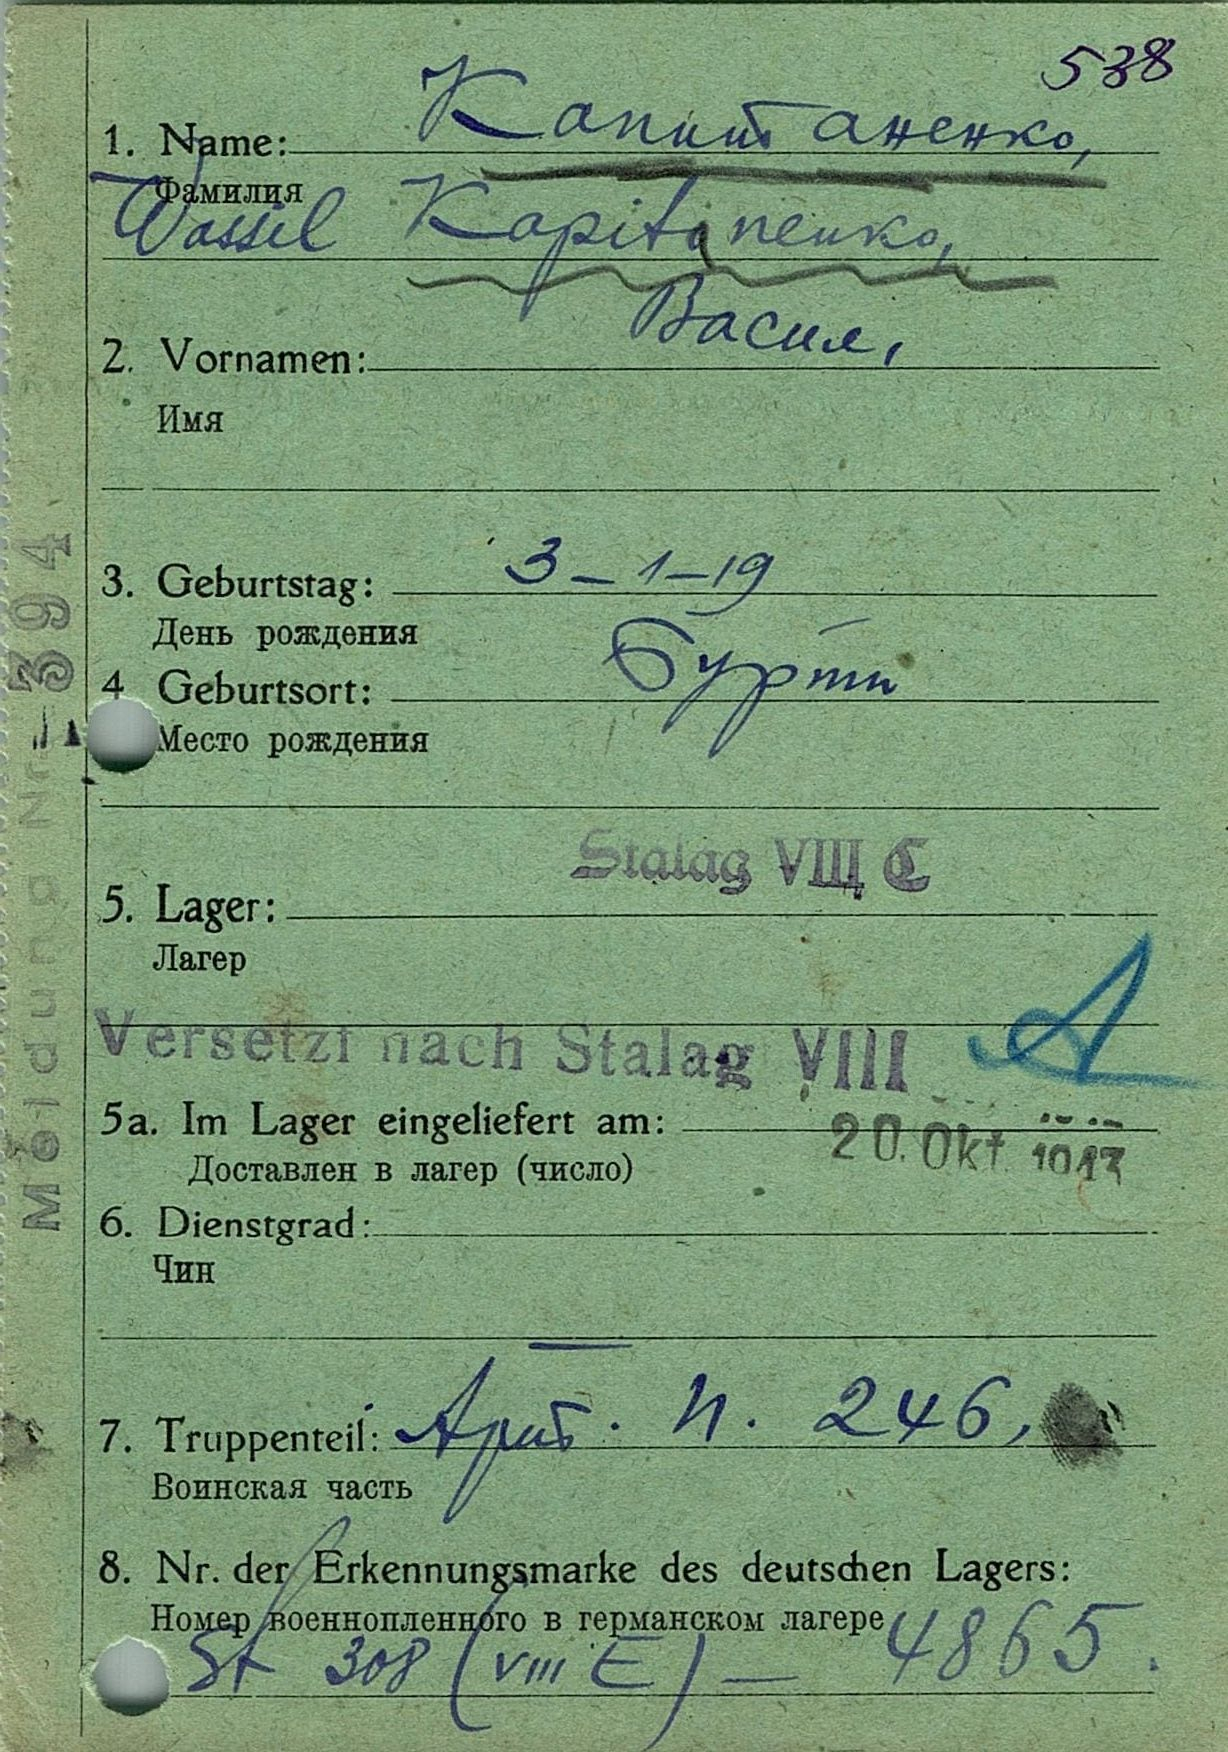 538
1. Name: Капитаненко,
Фамилия
Wassil Kapitanenko,
Васил,
2. Vornamen:
Имя
3. Geburtstag: 3-1-19
День рождения
Бурти
4 Geburtsort:
Место рождения
Stalag VIII C
5. Lager:
Лагер
Versetzt nach Stalag VIII A
5a. Im Lager eingeliefert am: 20. Okt.
Доставлен в лагер (число)
6. Dienstgrad:
Чин
7. Truppenteil: Арт. п. 246,
Воинская часть
8. Nr. der Erkennungsmarke des deutschen Lagers:
Номер военнопленного в германском лагере
St 308 (VIII E) — 4865.
Meldung Nr. 394